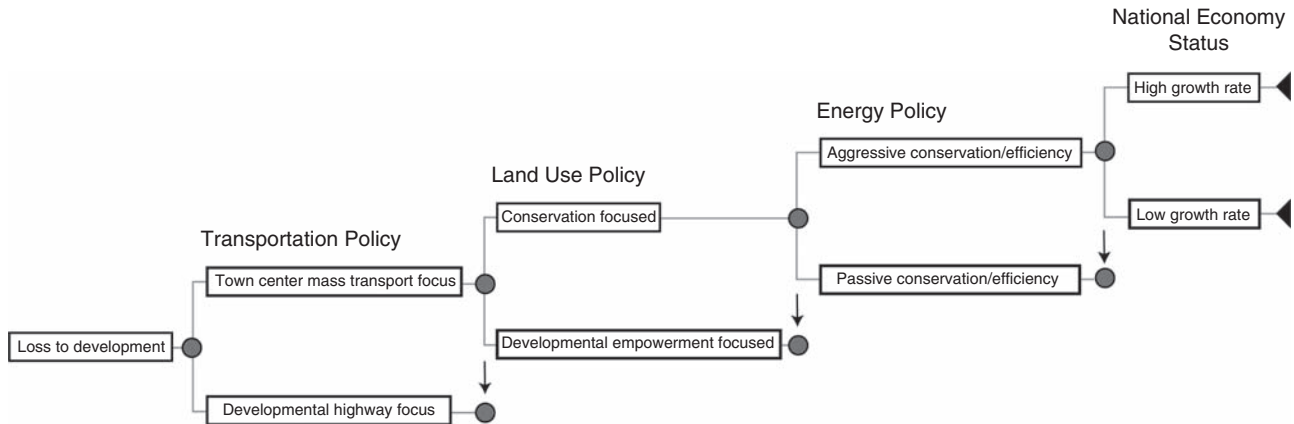 National Economy
Status
High growth rate
Energy Policy
Aggressive conservation/efficiency
Land Use Policy
Conservation focused
Low growth rate
Transportation Policy
Town center mass transport focus
Passive conservation/efficiency
Loss to development
Developmental empowerment focused
Developmental highway focus